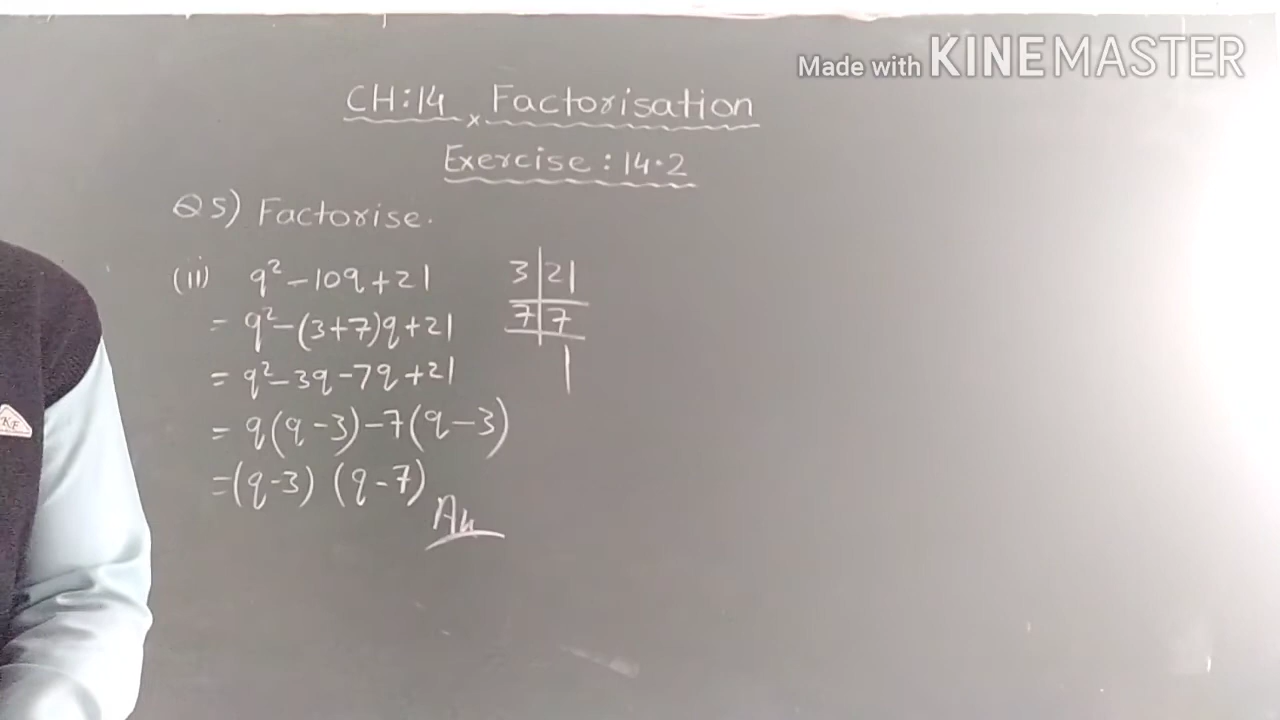 Made with KINEMASTER
CH:14 x Factorisation
Exercise: 14.2
Q5) Factorise.
(ii) q² - 10q + 21
= q² - (3+7)q + 21
= q² - 3q - 7q + 21
= q(q - 3) - 7(q - 3)
= (q - 3) (q - 7)
3 | 21
7 | 7
1
KF